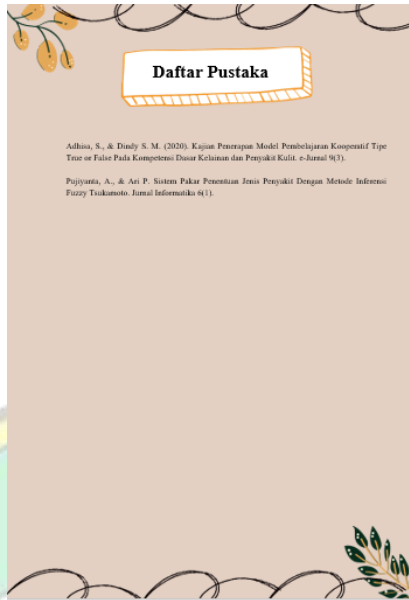 Daftar Pustaka
Adhisa, S., & Dindy S. M. (2020). Kajian Penerapan Model Pembelajaran Kooperatif Tipe
True or False Pada Kompetensi Dasar Kelainan dan Penyakit Kulit. e-Jurnal 9(3).
Pujiyanta, A., & Ari P. Sistem Pakar Penentuan Jenis Penyakit Dengan Metode Inferensi
Fuzzy Tsukamoto. Jurnal Informatika 6(1).